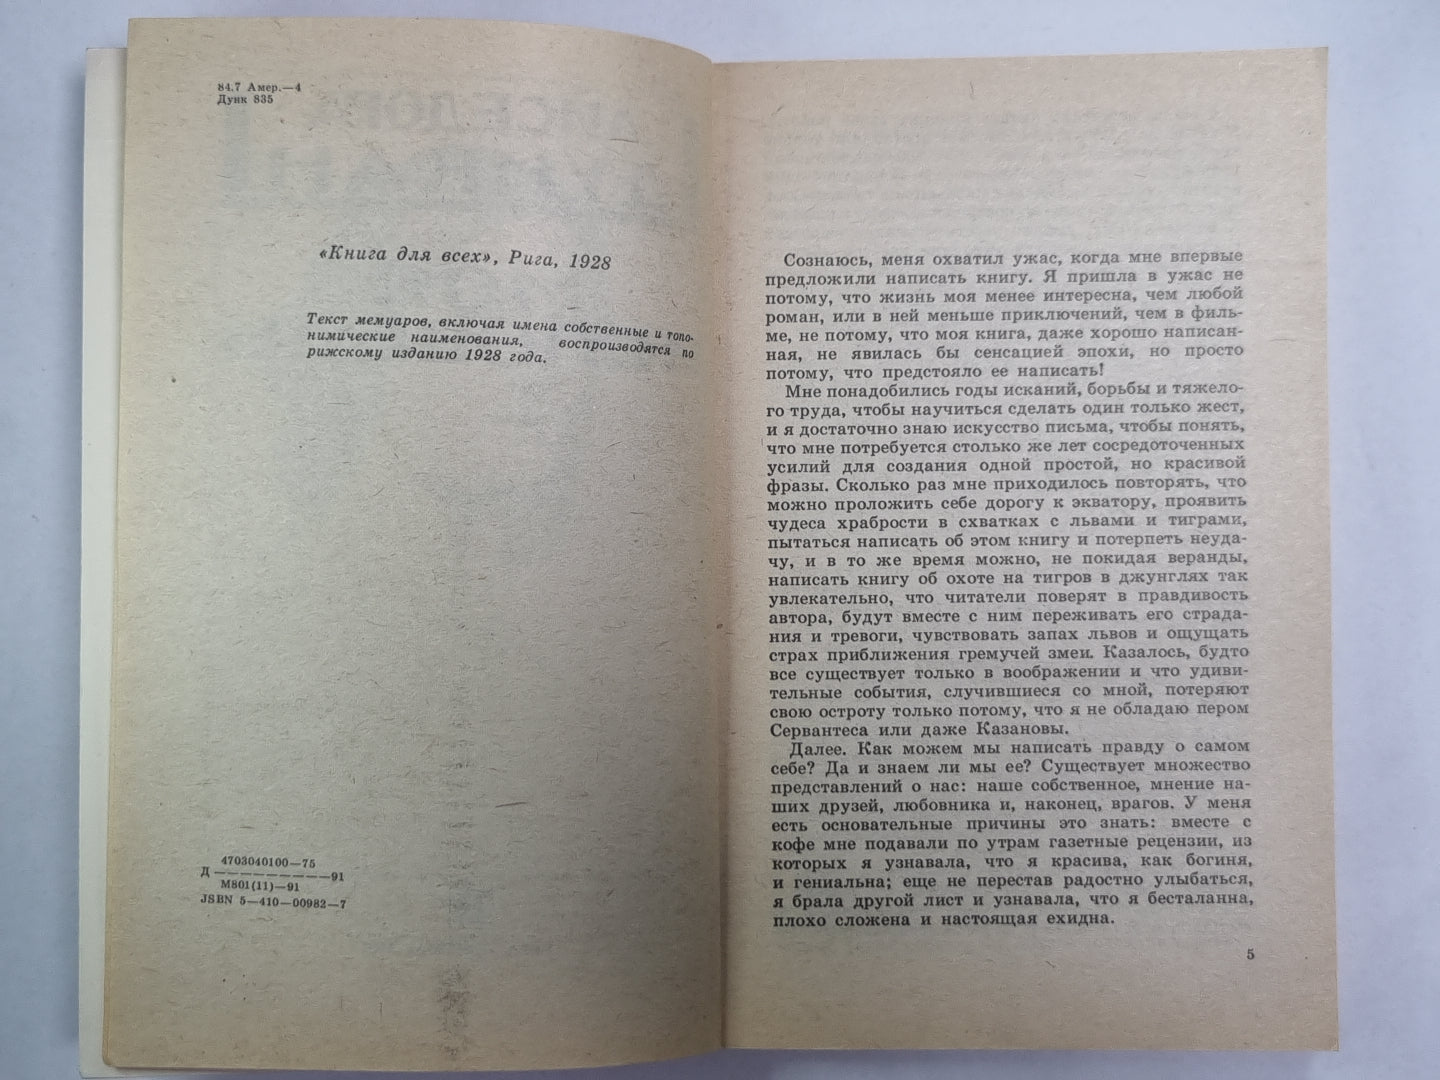 84.7 Амер.—4
Дунк 835
«Книга для всех», Рига, 1928
Текст мемуаров, включая имена собственные и топо-
нимические наименования, воспроизводятся по
рижскому изданию 1928 года.
4703040100—75
Д —————————91
М801(11)—91
JSBN 5—410—00982—7
Сознаюсь, меня охватил ужас, когда мне впервые
предложили написать книгу. Я пришла в ужас не
потому, что жизнь моя менее интересна, чем любой
роман, или в ней меньше приключений, чем в филь-
ме, не потому, что моя книга, даже хорошо написан-
ная, не явилась бы сенсацией эпохи, но просто
потому, что предстояло ее написать!
Мне понадобились годы исканий, борьбы и тяжело-
го труда, чтобы научиться сделать один только жест,
и я достаточно знаю искусство письма, чтобы понять,
что мне потребуется столько же лет сосредоточенных
усилий для создания одной простой, но красивой
фразы. Сколько раз мне приходилось повторять, что
можно проложить себе дорогу к экватору, проявить
чудеса храбрости в схватках с львами и тиграми,
пытаться написать об этом книгу и потерпеть неуда-
чу, и в то же время можно, не покидая веранды,
написать книгу об охоте на тигров в джунглях так
увлекательно, что читатели поверят в правдивость
автора, будут вместе с ним переживать его страда-
ния и тревоги, чувствовать запах львов и ощущать
страх приближения гремучей змеи. Казалось, будто
все существует только в воображении и что удиви-
тельные события, случившиеся со мной, потеряют
свою остроту только потому, что я не обладаю пером
Сервантеса или даже Казановы.
Далее. Как можем мы написать правду о самом
себе? Да и знаем ли мы ее? Существует множество
представлений о нас: наше собственное, мнение на-
ших друзей, любовника и, наконец, врагов. У меня
есть основательные причины это знать: вместе с
кофе мне подавали по утрам газетные рецензии, из
которых я узнавала, что я красива, как богиня,
и гениальна; еще не перестав радостно улыбаться,
я брала другой лист и узнавала, что я бесталанна,
плохо сложена и настоящая ехидна.
5